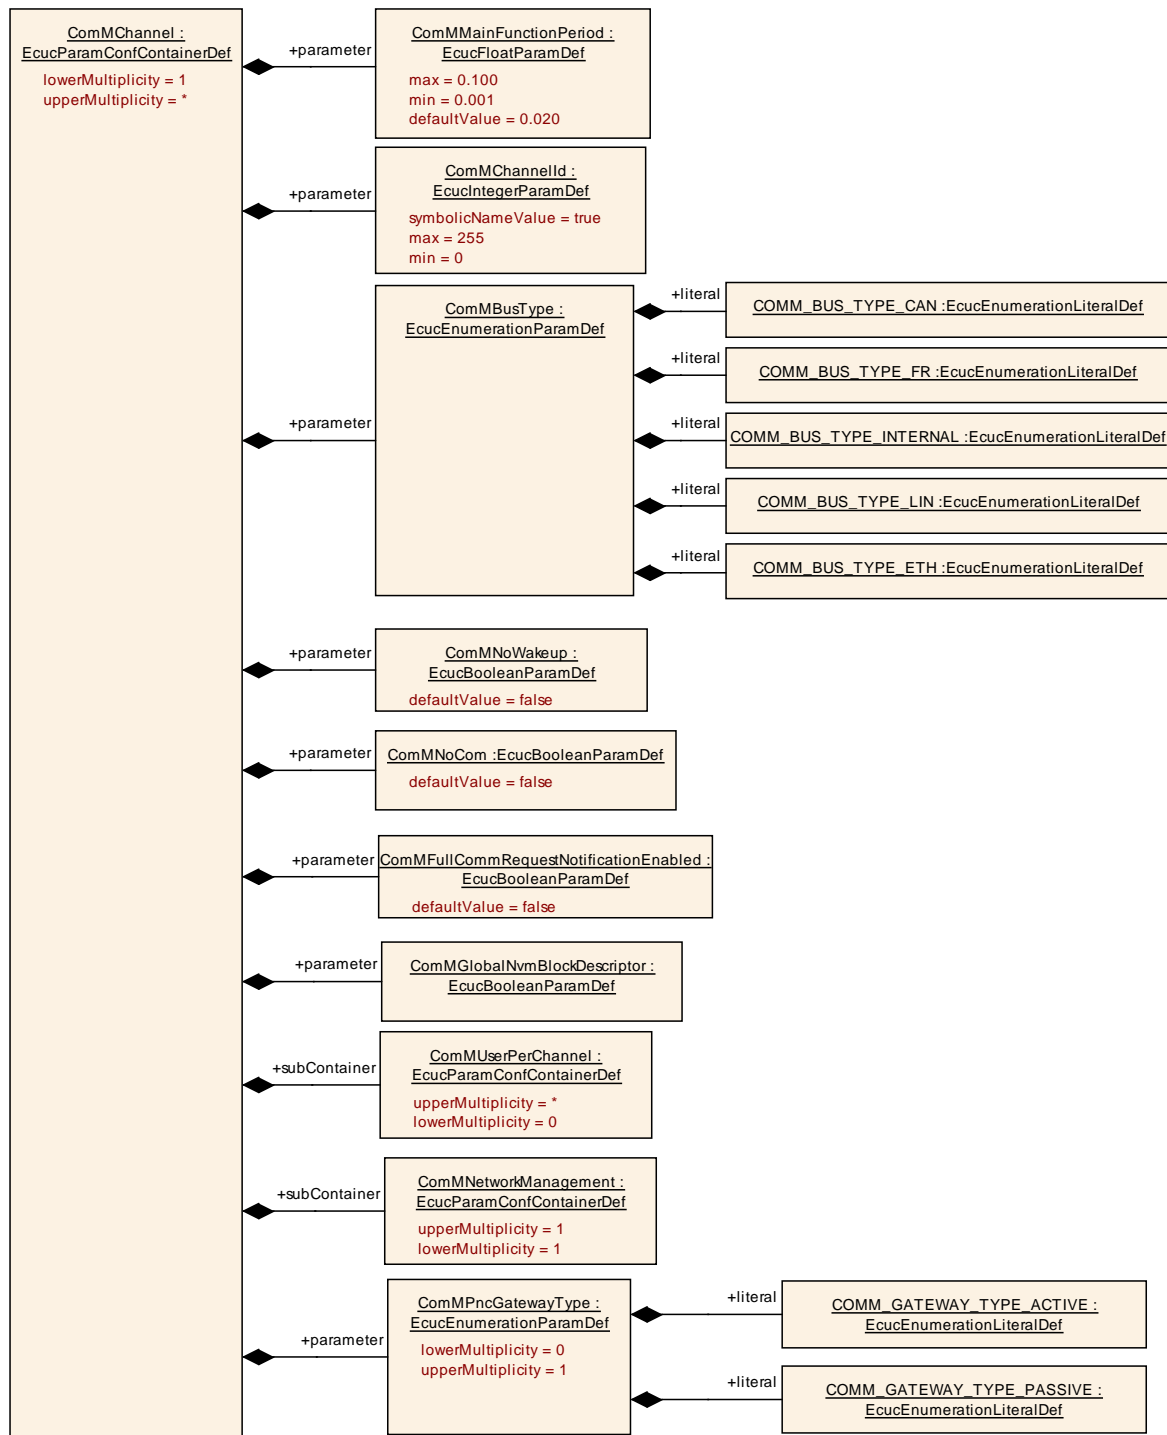 ComMChannel :
EcucParamConfContainerDef
lowerMultiplicity = 1
upperMultiplicity = *
+parameter
ComMMainFunctionPeriod :
EcucFloatParamDef
max = 0.100
min = 0.001
defaultValue = 0.020
+parameter
ComMChannelId :
EcucIntegerParamDef
symbolicNameValue = true
max = 255
min = 0
+parameter
ComMBusType :
EcucEnumerationParamDef
+literal
COMM_BUS_TYPE_CAN :EcucEnumerationLiteralDef
+literal
COMM_BUS_TYPE_FR :EcucEnumerationLiteralDef
+literal
COMM_BUS_TYPE_INTERNAL :EcucEnumerationLiteralDef
+literal
COMM_BUS_TYPE_LIN :EcucEnumerationLiteralDef
+literal
COMM_BUS_TYPE_ETH :EcucEnumerationLiteralDef
+parameter
ComMNoWakeup :
EcucBooleanParamDef
defaultValue = false
+parameter
ComMNoCom :EcucBooleanParamDef
defaultValue = false
+parameter
ComMFullCommRequestNotificationEnabled :
EcucBooleanParamDef
defaultValue = false
+parameter
ComMGlobalNvmBlockDescriptor :
EcucBooleanParamDef
+subContainer
ComMUserPerChannel :
EcucParamConfContainerDef
upperMultiplicity = *
lowerMultiplicity = 0
+subContainer
ComMNetworkManagement :
EcucParamConfContainerDef
upperMultiplicity = 1
lowerMultiplicity = 1
+parameter
ComMPncGatewayType :
EcucEnumerationParamDef
lowerMultiplicity = 0
upperMultiplicity = 1
+literal
COMM_GATEWAY_TYPE_ACTIVE :
EcucEnumerationLiteralDef
+literal
COMM_GATEWAY_TYPE_PASSIVE :
EcucEnumerationLiteralDef